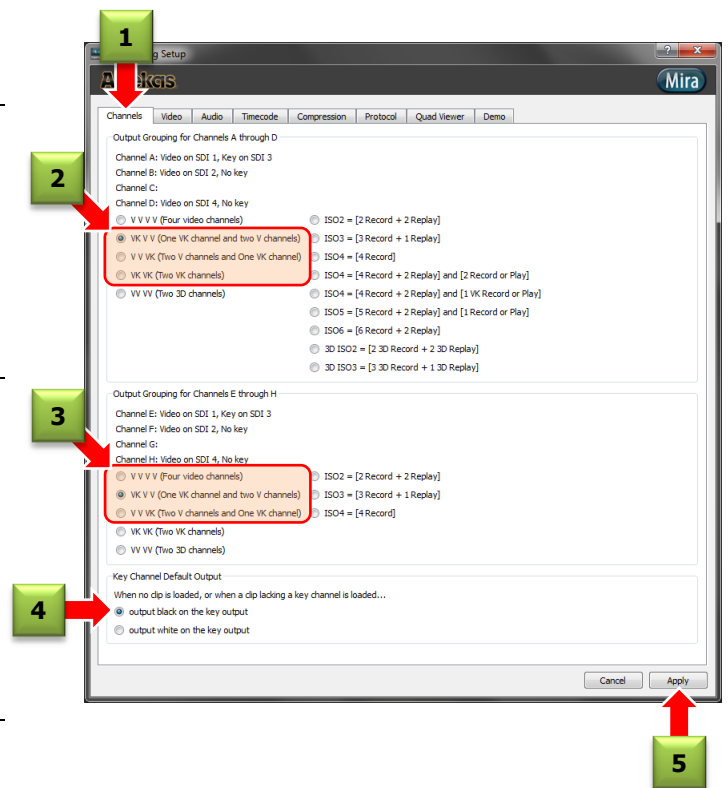 1
g Setup
Mira
Channels Video Audio Timecode Compression Protocol Quad Viewer Demo
Output Grouping for Channels A through D
Channel A: Video on SDI 1, Key on SDI 3
Channel B: Video on SDI 2, No key
Channel C:
Channel D: Video on SDI 4, No key
2
V V V V (Four video channels)
VK V V (One VK channel and two V channels)
V V VK (Two V channels and One VK channel)
VK VK (Two VK channels)
VV VV (Two 3D channels)
ISO2 = [2 Record + 2 Replay]
ISO3 = [3 Record + 1 Replay]
ISO4 = [4 Record]
ISO4 = [4 Record + 2 Replay] and [2 Record or Play]
ISO4 = [4 Record + 2 Replay] and [1 VK Record or Play]
ISO5 = [5 Record + 2 Replay] and [1 Record or Play]
ISO6 = [6 Record + 2 Replay]
3D ISO2 = [2 3D Record + 2 3D Replay]
3D ISO3 = [3 3D Record + 1 3D Replay]
Output Grouping for Channels E through H
Channel E: Video on SDI 1, Key on SDI 3
Channel F: Video on SDI 2, No key
Channel G:
Channel H: Video on SDI 4, No key
3
V V V V (Four video channels)
VK V V (One VK channel and two V channels)
V V VK (Two V channels and One VK channel)
VK VK (Two VK channels)
VV VV (Two 3D channels)
ISO2 = [2 Record + 2 Replay]
ISO3 = [3 Record + 1 Replay]
ISO4 = [4 Record]
Key Channel Default Output
When no clip is loaded, or when a clip lacking a key channel is loaded...
4
output black on the key output
output white on the key output
Cancel Apply
5